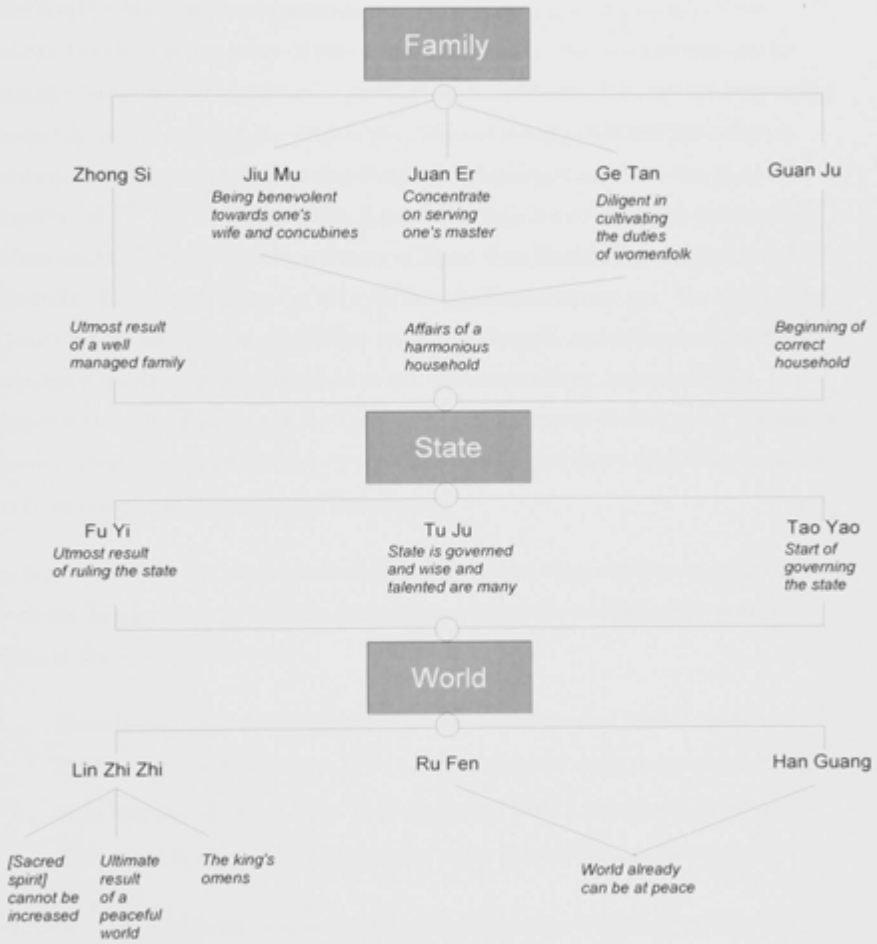 Family
Zhong Si
Jiu Mu
Being benevolent
towards one's
wife and concubines
Juan Er
Concentrate
on serving
one's master
Ge Tan
Diligent in
cultivating
the duties
of womenfolk
Guan Ju
Utmost result
of a well
managed family
Affairs of a
harmonious
household
Beginning of
correct
household
State
Fu Yi
Utmost result
of ruling the state
Tu Ju
State is governed
and wise and
talented are many
Tao Yao
Start of
governing
the state
World
Lin Zhi Zhi
Ru Fen
Han Guang
[Sacred
spirit]
cannot be
increased
Ultimate
result
of a
peaceful
world
The king's
omens
World already
can be at peace